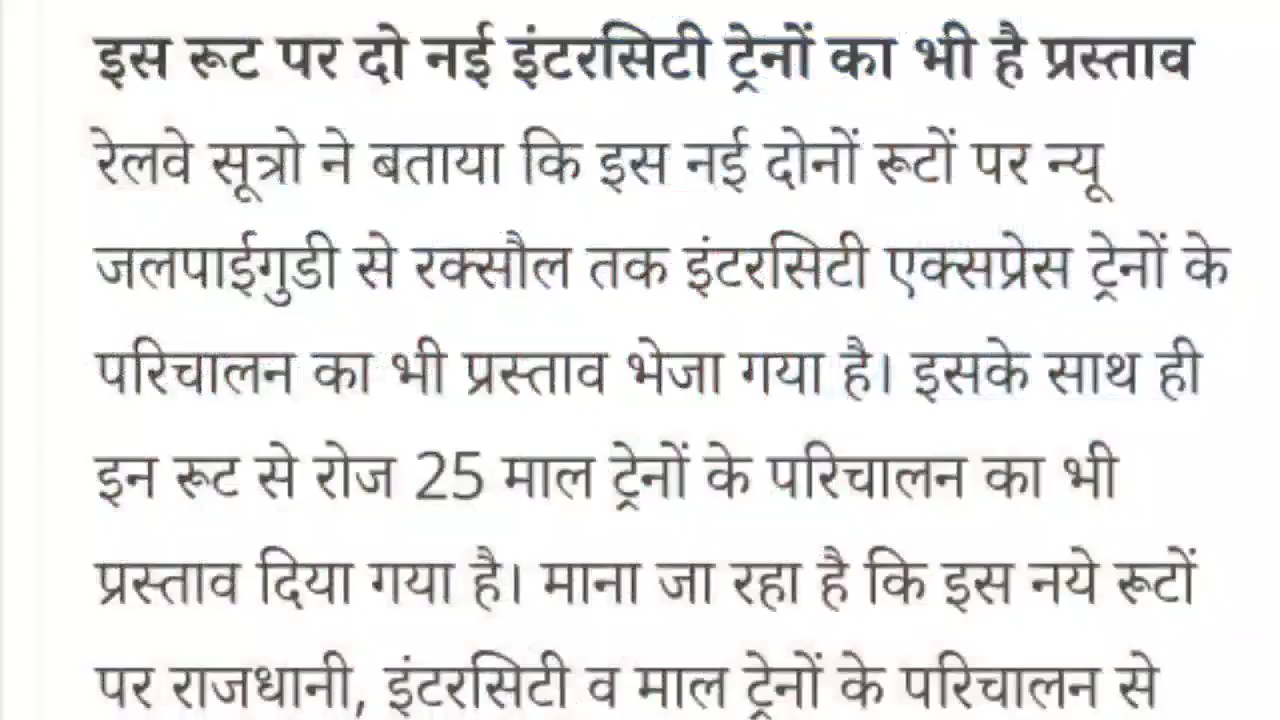 इस रूट पर दो नई इंटरसिटी ट्रेनों का भी है प्रस्ताव
रेलवे सूत्रो ने बताया कि इस नई दोनों रूटों पर न्यू
जलपाईगुडी से रक्सौल तक इंटरसिटी एक्सप्रेस ट्रेनों के
परिचालन का भी प्रस्ताव भेजा गया है। इसके साथ ही
इन रूट से रोज 25 माल ट्रेनों के परिचालन का भी
प्रस्ताव दिया गया है। माना जा रहा है कि इस नये रूटों
पर राजधानी, इंटरसिटी व माल ट्रेनों के परिचालन से